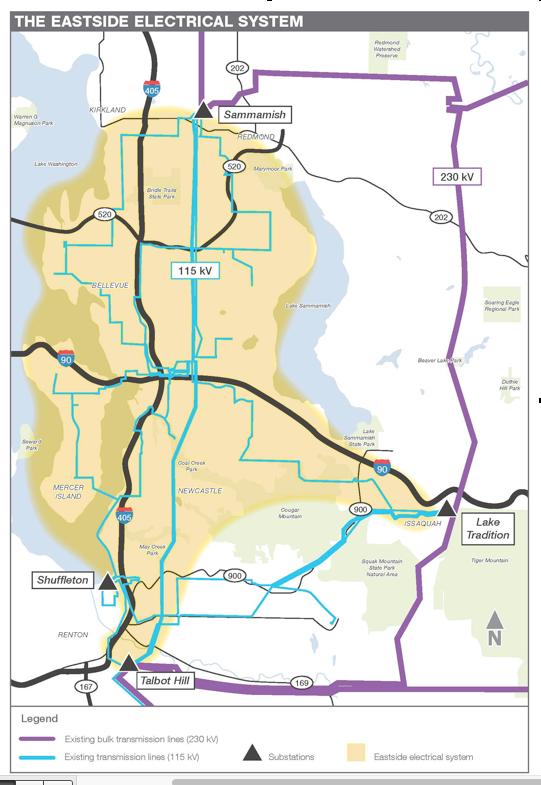 THE EASTSIDE ELECTRICAL SYSTEM
Redmond
Watershed
Preserve
202
405
KIRKLAND
Sammamish
Warren G
Magnuson Park
REDMOND
Lake Washington
520
Marymoor Park
230 kV
Bridle Trails
State Park
520
202
115 kV
BELLEVUE
Lake Sammamish
Soaring Eagle
Regional Park
90
Beaver Lake Park
Duthie
Hill Park
Seward
Park
Lake
Sammamish
State Park
Coal Creek
Park
90
MERCER
ISLAND
NEWCASTLE
405
Cougar
Mountain
900
ISSAQUAH
Lake
Tradition
May Creek
Park
Squak Mountain
State Park
Natural Area
Tiger Mountain
Shuffleton
900
N
RENTON
Talbot Hill
167
169
Legend
Existing bulk transmission lines (230 kV)
Existing transmission lines (115 kV)
Substations
Eastside electrical system